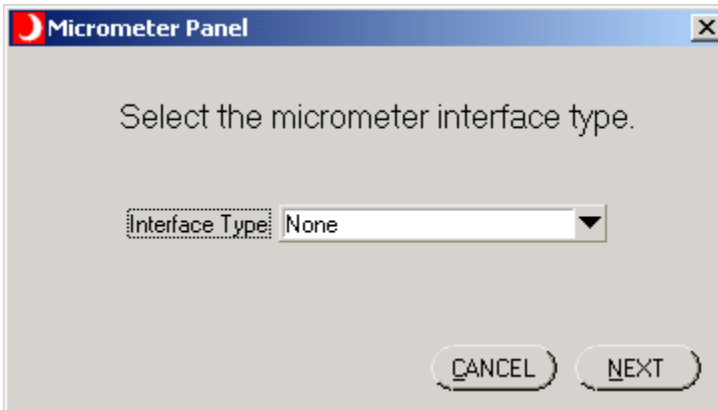 Micrometer Panel
Select the micrometer interface type.
Interface Type None
CANCEL NEXT